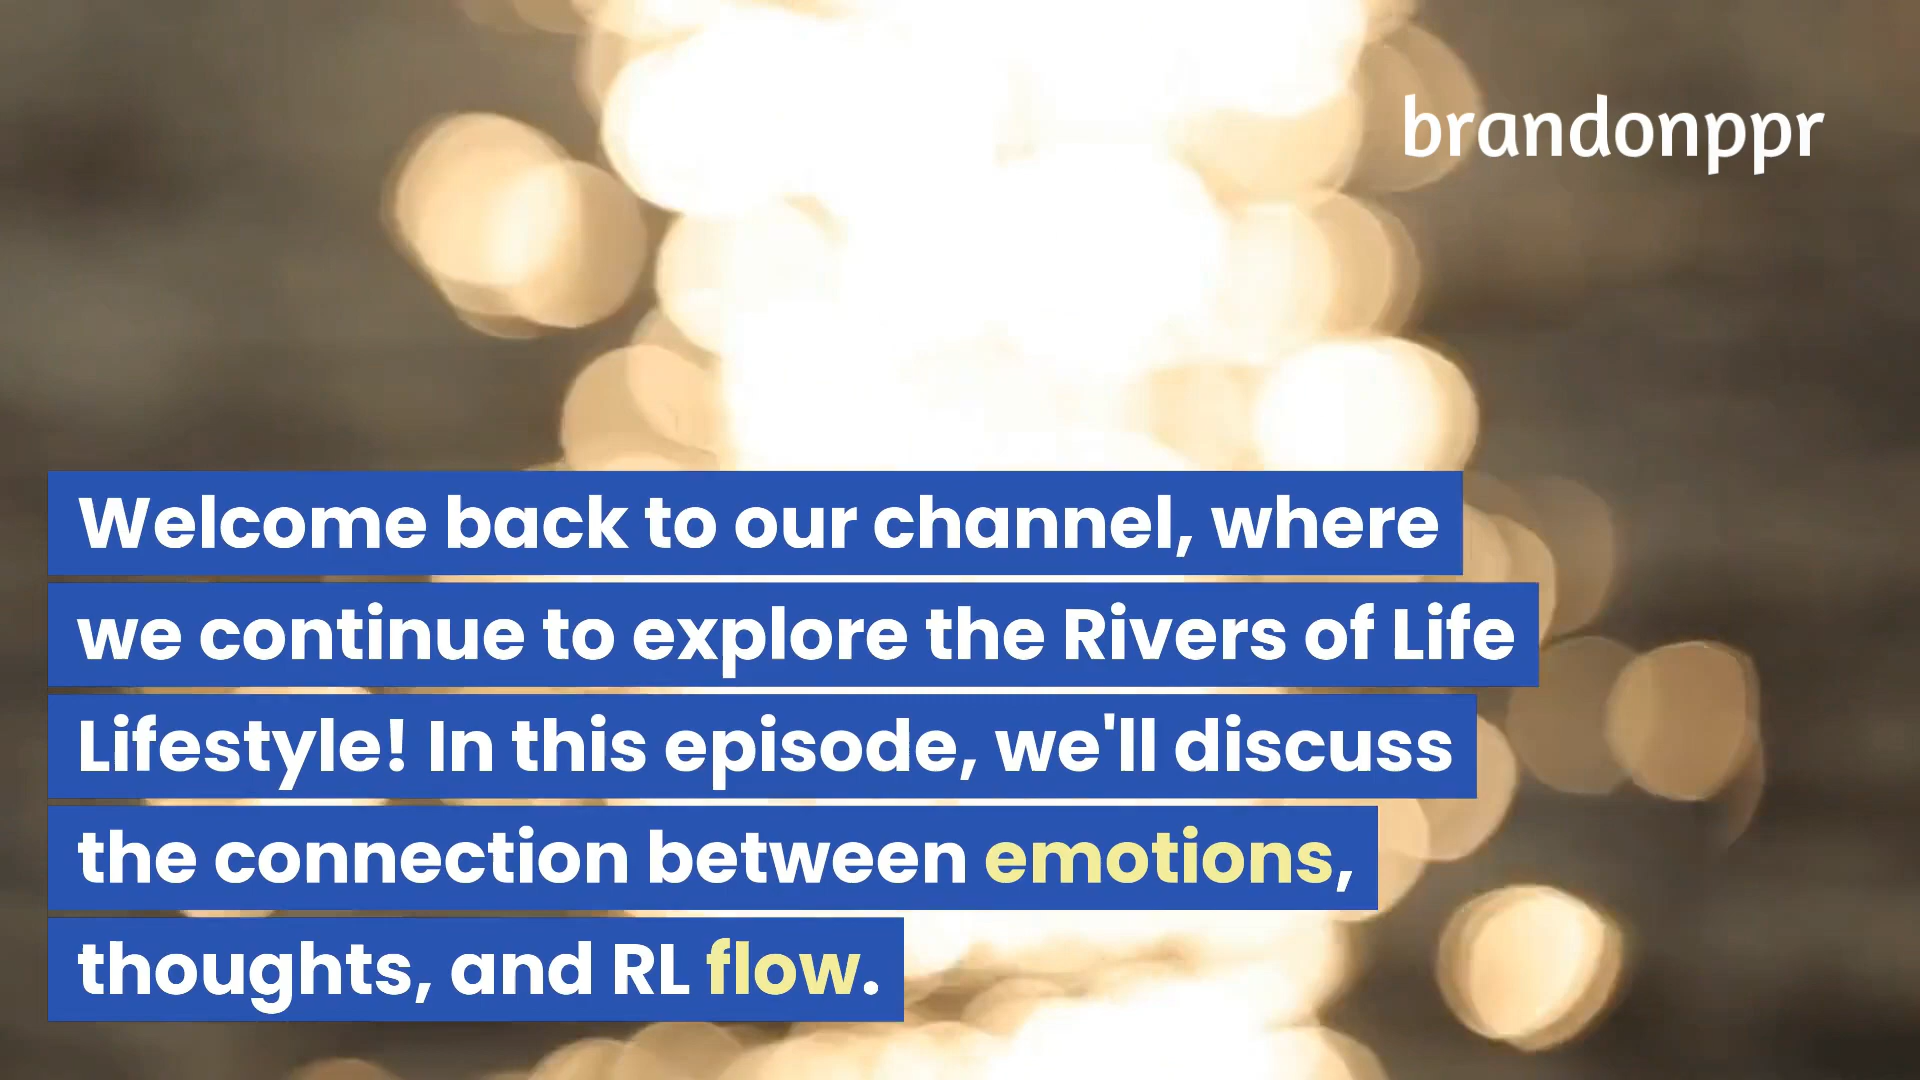 brandonppr
Welcome back to our channel, where
we continue to explore the Rivers of Life
Lifestyle! In this episode, we'll discuss
the connection between emotions,
thoughts, and RL flow.